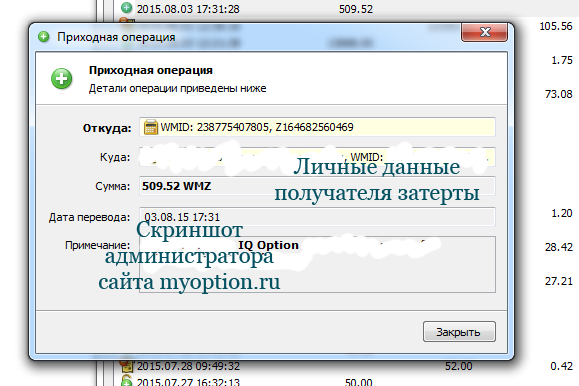 2015.08.03 17:31:28 509.52
105.56
Приходная операция
1.75
Приходная операция
Детали операции приведены ниже
73.08
Откуда: WMID: 238775407805, Z164682560469
Куда: , WMID:
Личные данные
получателя затерты
Сумма: 509.52 WMZ
Дата перевода: 03.08.15 17:31
1.20
Примечание: IQ Option
28.42
Скриншот
администратора
сайта myoption.ru
27.21
Закрыть
2015.07.28 09:49:32 52.00 0.42
2015.07.27 16:32:13 50.00